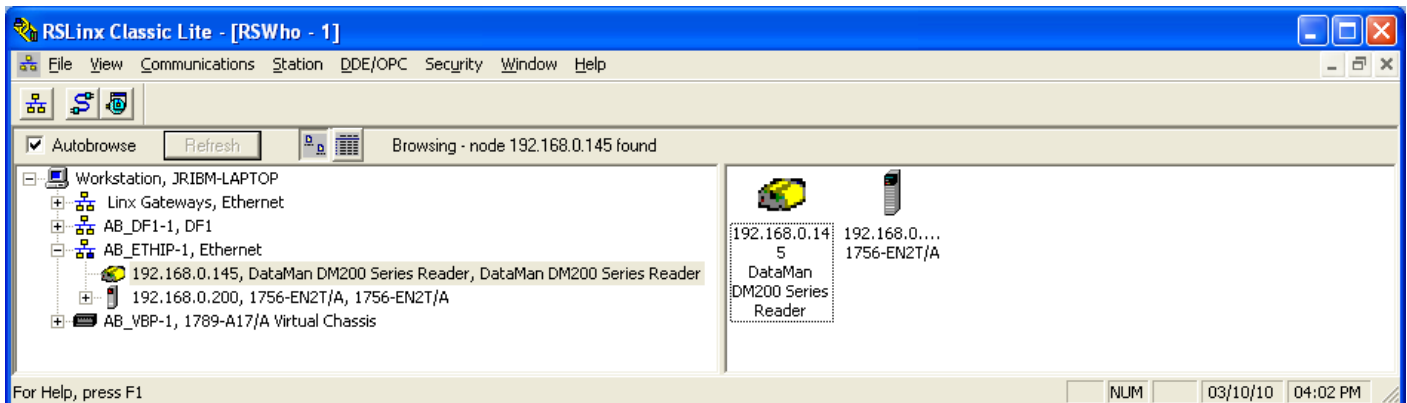 RSLinx Classic Lite - [RSWho - 1]
File View Communications Station DDE/OPC Security Window Help
Autobrowse Refresh Browsing - node 192.168.0.145 found
Workstation, JRIBM-LAPTOP
Linx Gateways, Ethernet
AB_DF1-1, DF1
AB_ETHIP-1, Ethernet
192.168.0.145, DataMan DM200 Series Reader, DataMan DM200 Series Reader
192.168.0.200, 1756-EN2T/A, 1756-EN2T/A
AB_VBP-1, 1789-A17/A Virtual Chassis
192.168.0.14
5
DataMan
DM200 Series
Reader
192.168.0....
1756-EN2T/A
For Help, press F1 NUM 03/10/10 04:02 PM